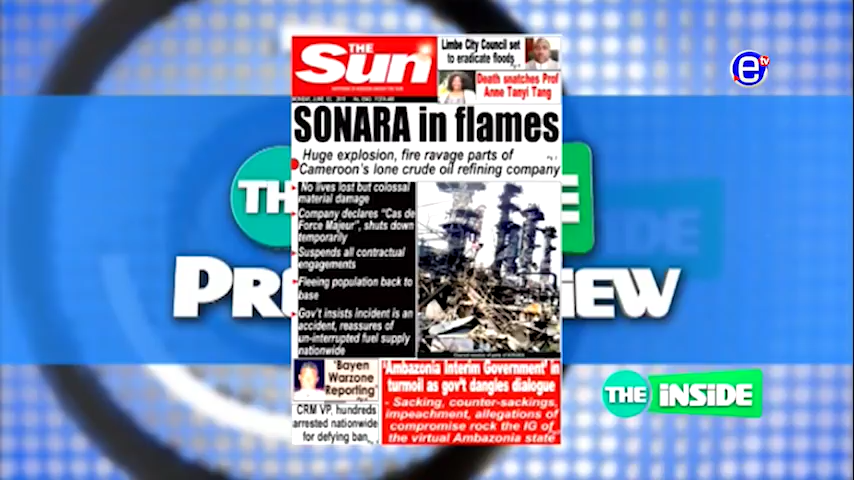 THE
Sun
Limbe City Council set
to eradicate floods
Death snatches Prof
Anne Tanyi Tang
e tv
SONARA in flames
Huge explosion, fire ravage parts of
Cameroon's lone crude oil refining company
No lives lost but colossal
material damage
Company declares "Cas de
Force Majeur", shuts down
temporarily
Suspends all contractual
engagements
Fleeing population back to
base
Gov't insists incident is an
accident, reassures of
un-interrupted fuel supply
nationwide
'Bayen
Warzone
Reporting'
CRM VP, hundreds
arrested nationwide
for defying ban
'Ambazonia Interim Government' in
turmoil as gov't dangles dialogue
- Sacking, counter-sackings,
impeachment, allegations of
compromise rock the IG of
the virtual Ambazonia state
THE INSIDE